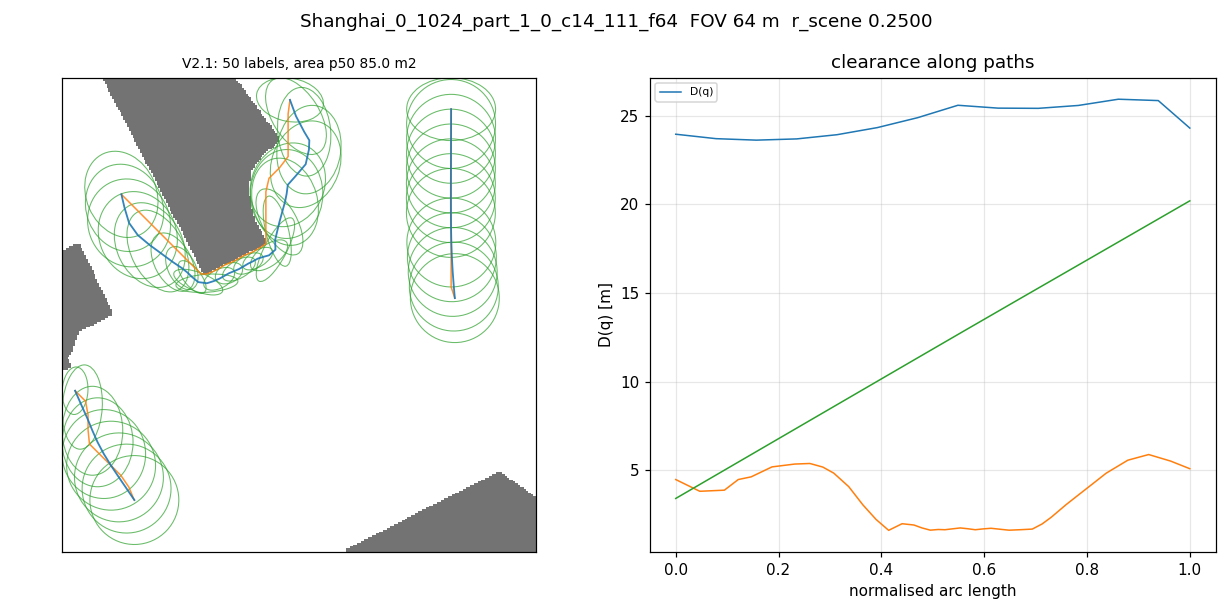 Shanghai_0_1024_part_1_0_c14_111_f64  FOV 64 m  r_scene 0.2500
V2.1: 50 labels, area p50 85.0 m2
clearance along paths
D(q)
25
20
15
10
5
D(q) [m]
0.0 0.2 0.4 0.6 0.8 1.0
normalised arc length